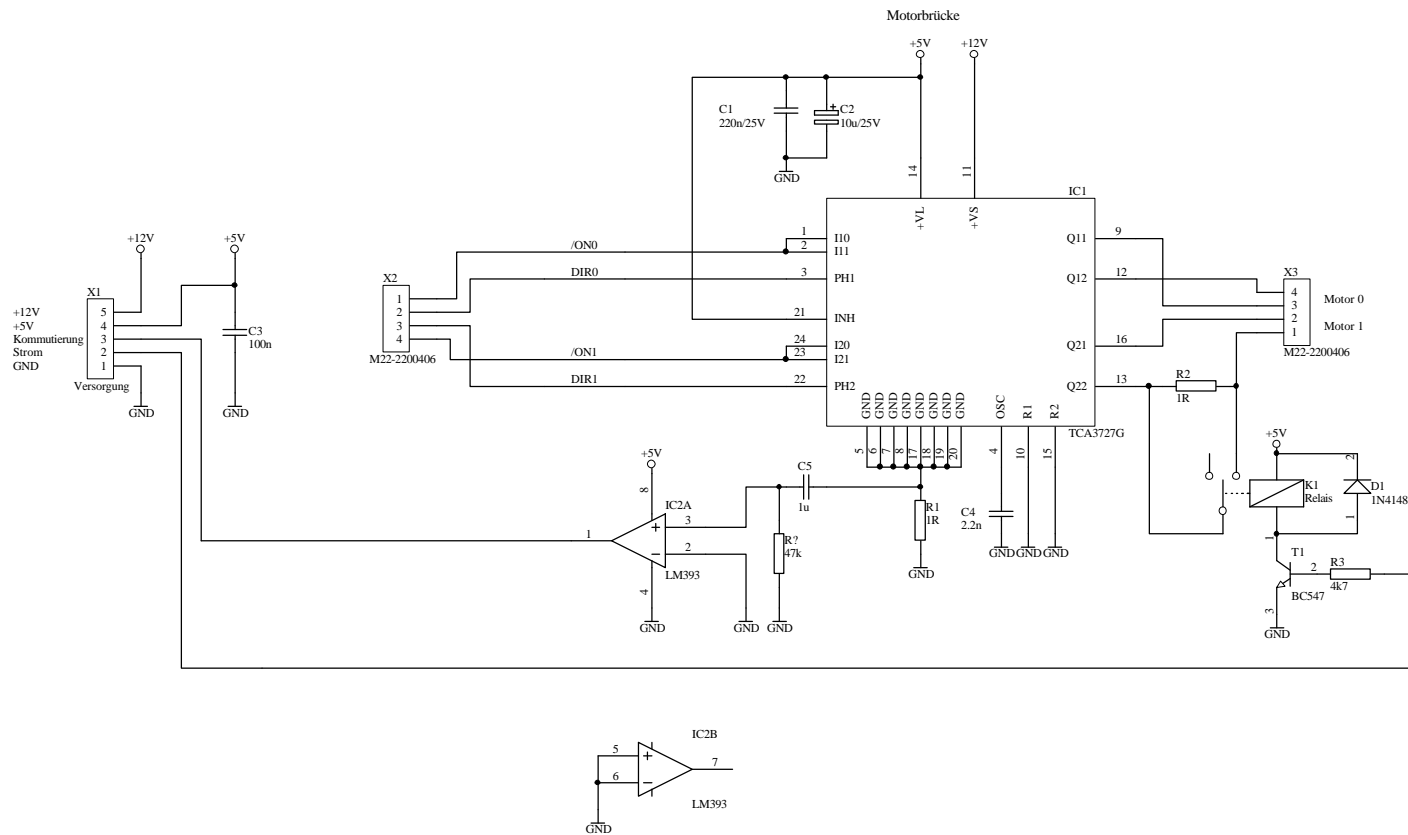 Motorbrücke
+5V
+12V
C1
220n/25V
+
C2
10u/25V
GND
14
11
IC1
+VL
+VS
1
I10
2
I11
/ON0
3
PH1
DIR0
21
INH
24
I20
23
I21
/ON1
22
PH2
DIR1
Q11
9
Q12
12
Q21
16
Q22
13
GND
GND
GND
GND
GND
GND
GND
GND
OSC
R1
R2
TCA3727G
5
6
7
8
17
18
19
20
4
10
15
+12V
+5V
X1
5
4
3
2
1
+12V
+5V
Kommutierung
Strom
GND
Versorgung
GND
GND
C3
100n
X2
1
2
3
4
M22-2200406
X3
4
3
2
1
Motor 0
Motor 1
M22-2200406
R2
1R
+5V
2
K1
Relais
D1
1N4148
1
1
T1
2
R3
4k7
BC547
3
GND
+5V
8
IC2A
C5
1u
1
+
3
−
2
LM393
4
R?
47k
R1
1R
C4
2.2n
GND
GND
GND
GND
GND
GND
GND
IC2B
5
+
6
−
7
LM393
GND